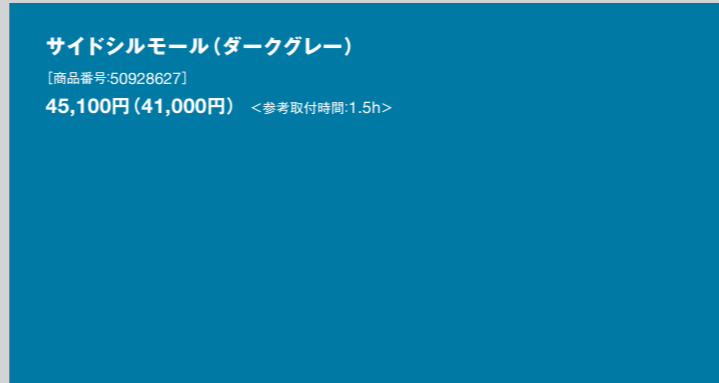 サイドシルモール（ダークグレー）
［商品番号:50928627］
45,100円（41,000円） ＜参考取付時間:1.5h＞